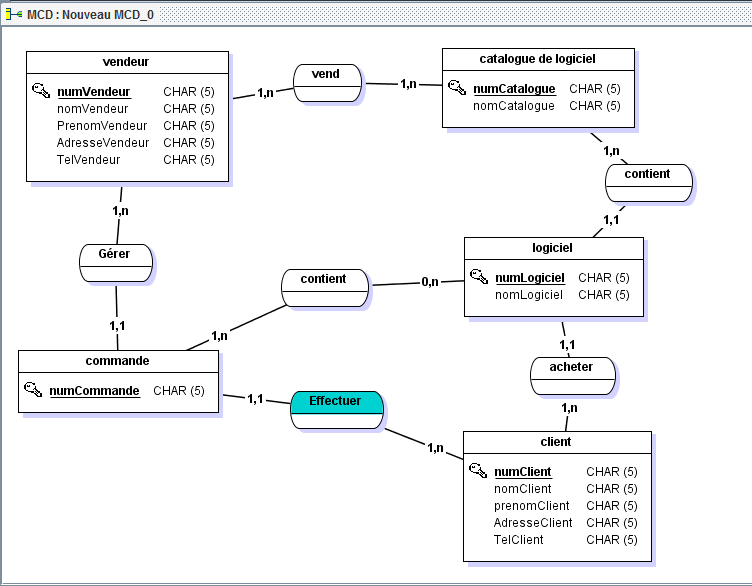 MCD : Nouveau MCD_0
vendeur
numVendeur CHAR (5)
nomVendeur CHAR (5)
PrenomVendeur CHAR (5)
AdresseVendeur CHAR (5)
TelVendeur CHAR (5)
1,n
vend
1,n
catalogue de logiciel
numCatalogue CHAR (5)
nomCatalogue CHAR (5)
1,n
contient
1,1
1,n
Gérer
1,1
logiciel
numLogiciel CHAR (5)
nomLogiciel CHAR (5)
contient
0,n
1,n
commande
numCommande CHAR (5)
1,1
acheter
1,n
1,1
Effectuer
1,n
client
numClient CHAR (5)
nomClient CHAR (5)
prenomClient CHAR (5)
AdresseClient CHAR (5)
TelClient CHAR (5)